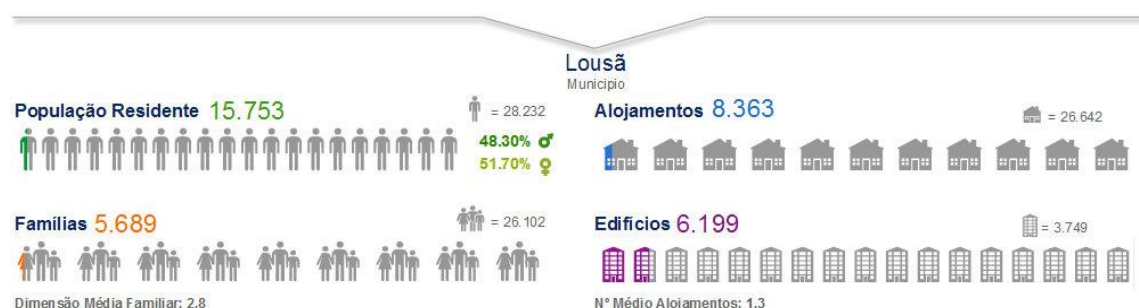 Lousã
Municipio
População Residente 15.753
= 28.232
48.30%
51.70%
Alojamentos 8.363
= 26.642
Famílias 5.689
= 26.102
Dimensão Média Familiar: 2.8
Edifícios 6.199
= 3.749
Nº Médio Alojamentos: 1.3